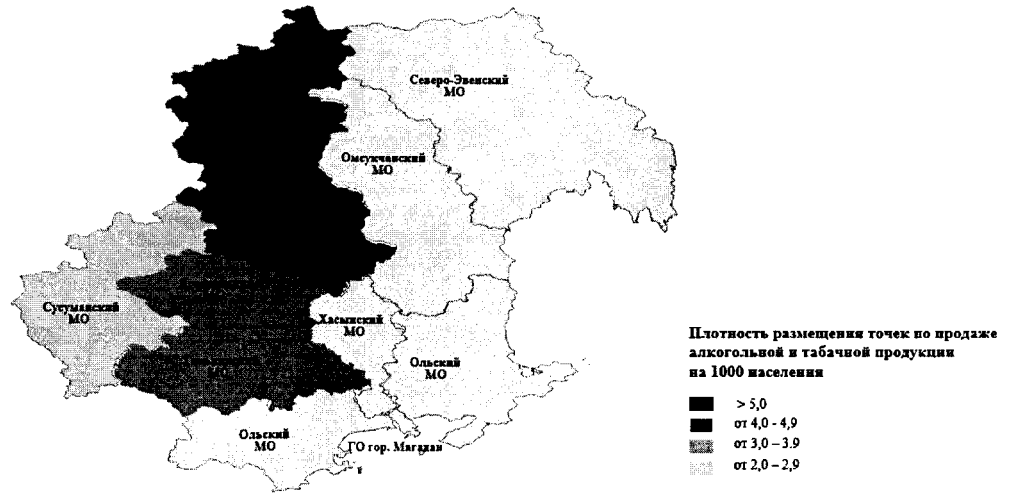 Северо-Эвенский
МО
Омсукчанский
МО
Сусуманский
МО
Хасынский
МО
Ольский
МО
МО
Ольский
МО
ГО гор. Магадан
Плотность размещения точек по продаже
алкогольной и табачной продукции
на 1000 населения
> 5,0
от 4,0 - 4,9
от 3,0 – 3,9
от 2,0 – 2,9